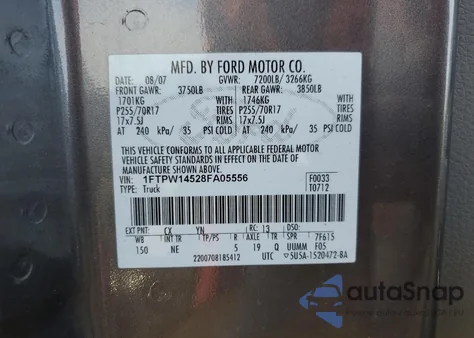 MFD. BY FORD MOTOR CO.
DATE: 08/07 GVWR: 7200LB/ 3266KG
FRONT GAWR: 3750LB REAR GAWR: 3850LB
1701KG WITH 1746KG WITH
P255/70R17 TIRES P255/70R17 TIRES
17x7.5J RIMS 17x7.5J RIMS
AT 240 kPa/ 35 PSI COLD AT 240 kPa/ 35 PSI COLD
THIS VEHICLE CONFORMS TO ALL APPLICABLE FEDERAL MOTOR
VEHICLE SAFETY STANDARDS IN EFFECT ON THE DATE OF
MANUFACTURE SHOWN ABOVE.
VIN: 1FTPW14528FA05556 F0033
TYPE: Truck T0712
EXT PNT: CX YN RC: 13 DSO:
WB INT TR TP/PS R AXLE TR SPR 7F615
150 NE 5 19 Q UUMM F05
2200708185412 UTC 5U5A-1520472-BA
autoSnap